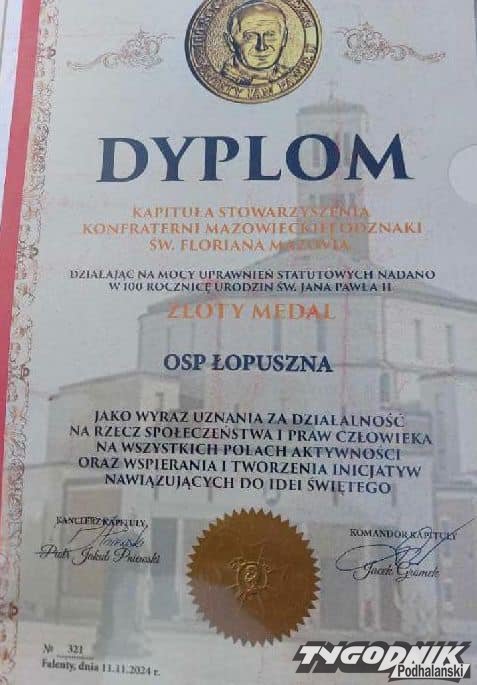 DYPLOM
KAPITUŁA STOWARZYSZENIA
KONFRATERNI MAZOWIECKIEJ ODZNAKI
ŚW. FLORIANA MAZOVIA
DZIAŁAJĄC NA MOCY UPRAWNIEŃ STATUTOWYCH NADANO
W 100 ROCZNICĘ URODZIN ŚW. JANA PAWŁA II
ZŁOTY MEDAL
OSP ŁOPUSZNA
JAKO WYRAZ UZNANIA ZA DZIAŁALNOŚĆ
NA RZECZ SPOŁECZEŃSTWA I PRAW CZŁOWIEKA
NA WSZYSTKICH POLACH AKTYWNOŚCI
ORAZ WSPIERANIA I TWORZENIA INICJATYW
NAWIĄZUJĄCYCH DO IDEI ŚWIĘTEGO
KANCLERZ KAPITUŁY
Piotr Jakub Pniewski
KOMANDOR KAPITUŁY
Jacek Gromek
№ 321
Falenty, dnia 11.11.2024 r.
TYGODNIK
Podhalański